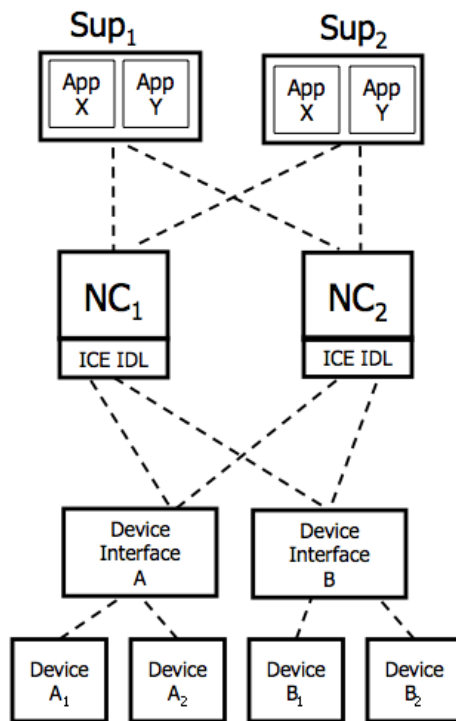 Sup₁ Sup₂
App App App App
X Y X Y
NC₁ NC₂
ICE IDL ICE IDL
Device Device
Interface Interface
A B
Device Device Device Device
A₁ A₂ B₁ B₂